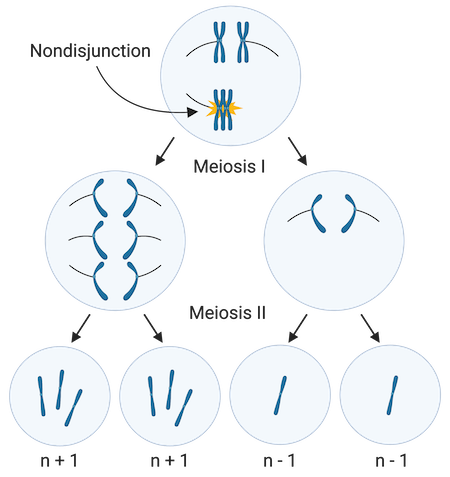 Nondisjunction
Meiosis I
Meiosis II
n + 1
n + 1
n - 1
n - 1